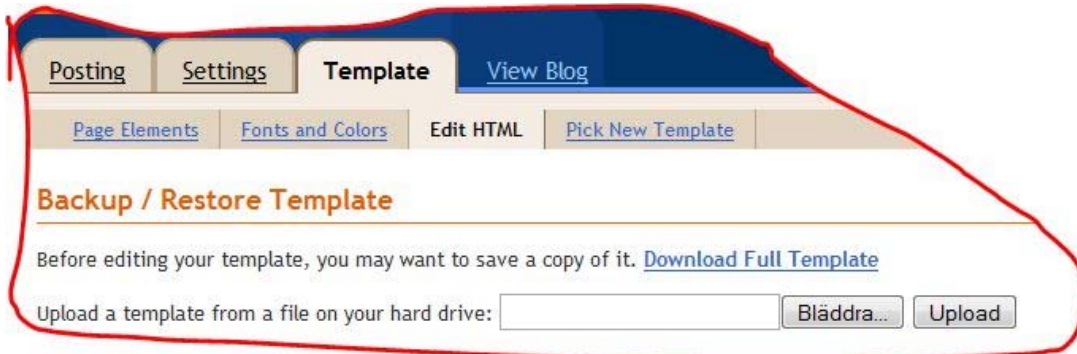 Posting Settings Template View Blog
Page Elements Fonts and Colors Edit HTML Pick New Template
Backup / Restore Template
Before editing your template, you may want to save a copy of it. Download Full Template
Upload a template from a file on your hard drive: Bläddra... Upload